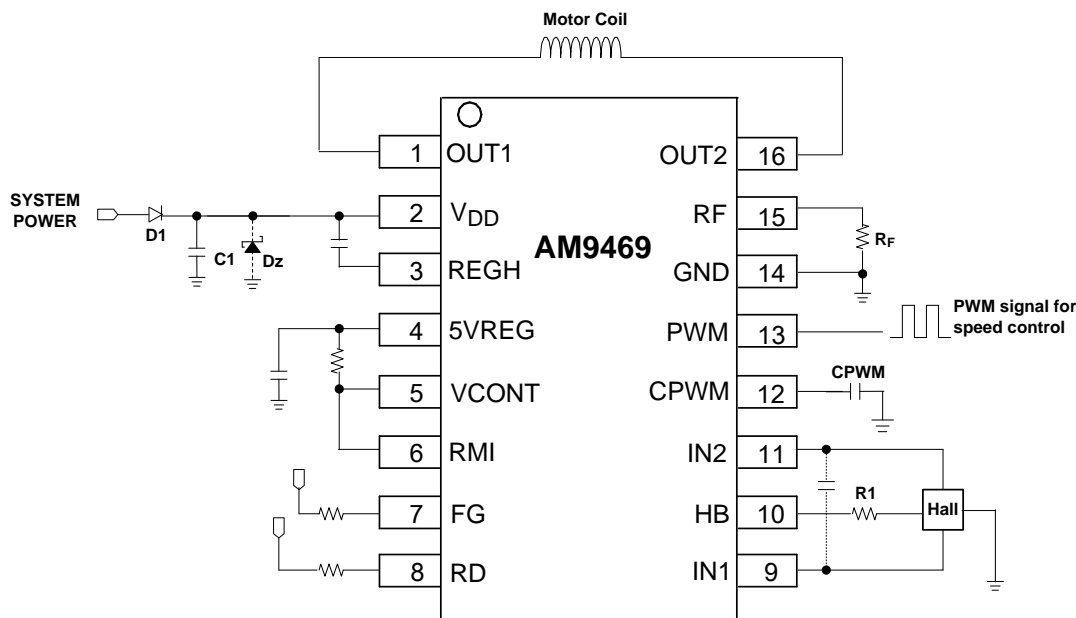 Motor Coil
1 OUT1
OUT2 16
SYSTEM
POWER
D1
C1
Dz
2 VDD
RF 15
RF
AM9469
3 REGH
GND 14
4 5VREG
PWM 13
PWM signal for
speed control
5 VCONT
CPWM 12
CPWM
6 RMI
IN2 11
7 FG
HB 10
R1
Hall
8 RD
IN1 9